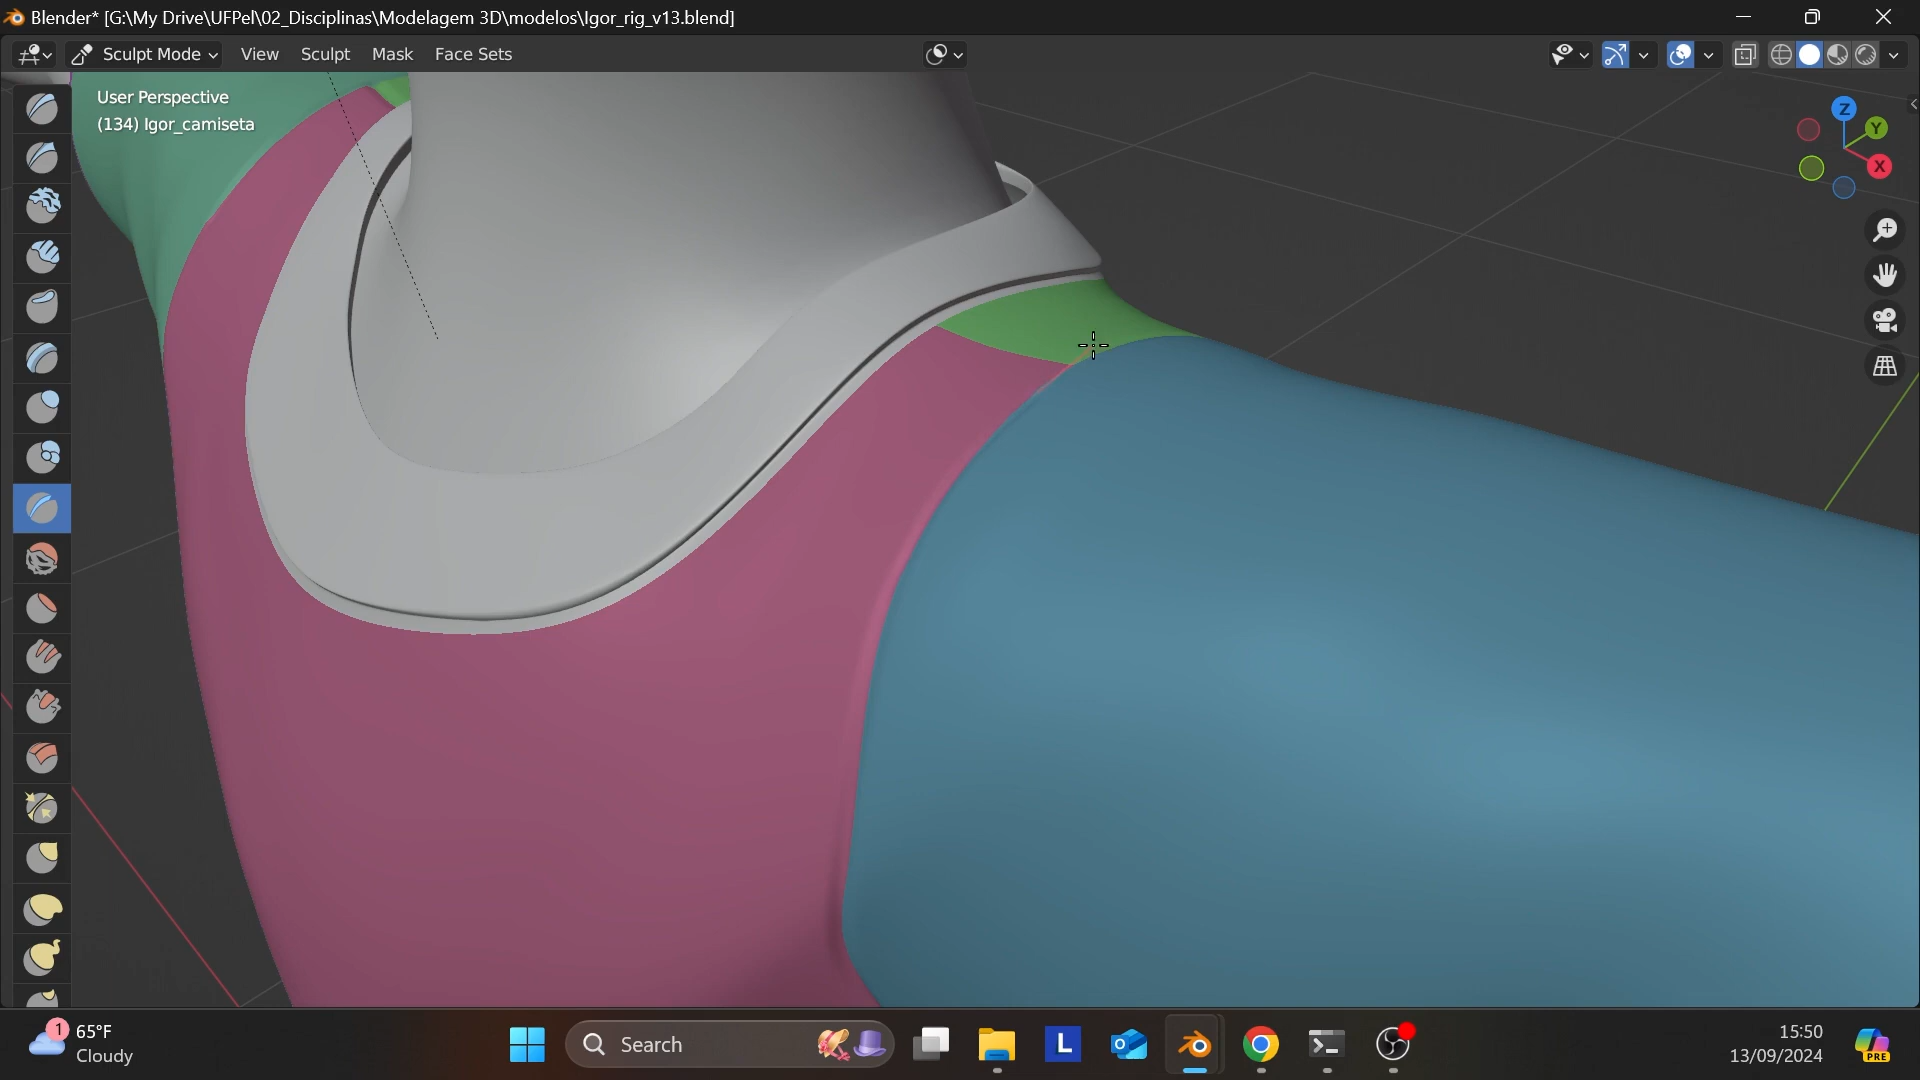 Blender* [G:\My Drive\UFPel\02_Disciplinas\Modelagem 3D\modelos\Igor_rig_v13.blend]
Sculpt Mode View Sculpt Mask Face Sets
User Perspective
(134) Igor_camiseta
Z
Y
X
1
65°F
Cloudy
Search
L
15:50
13/09/2024
PRE